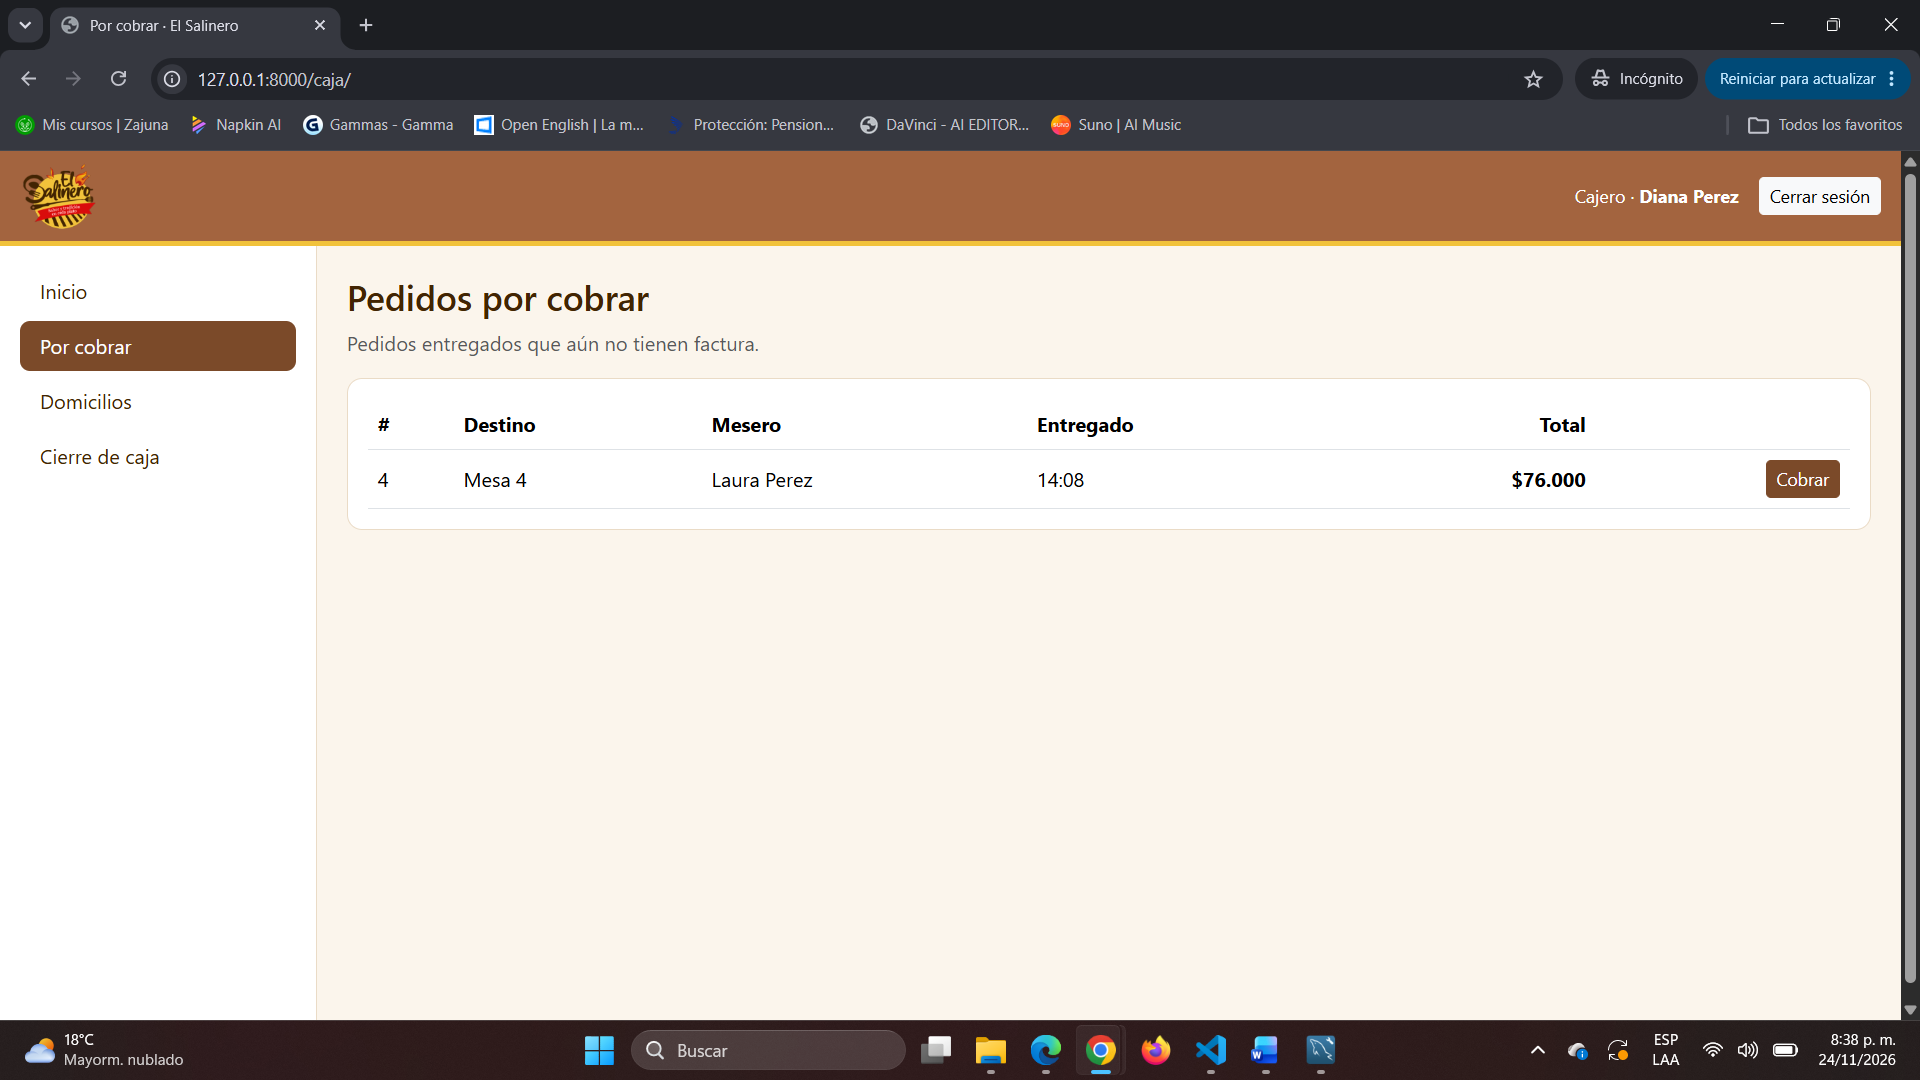 Por cobrar · El Salinero
127.0.0.1:8000/caja/
Incógnito
Reiniciar para actualizar
Mis cursos | Zajuna
Napkin AI
Gammas - Gamma
Open English | La m...
Protección: Pension...
DaVinci - AI EDITOR...
Suno | AI Music
Todos los favoritos
El
Salinero
Cajero · Diana Perez
Cerrar sesión
Inicio
Por cobrar
Domicilios
Cierre de caja
Pedidos por cobrar
Pedidos entregados que aún no tienen factura.
# Destino Mesero Entregado Total
4 Mesa 4 Laura Perez 14:08 $76.000 Cobrar
18°C
Mayorm. nublado
Buscar
ESP
LAA
8:38 p. m.
24/11/2026